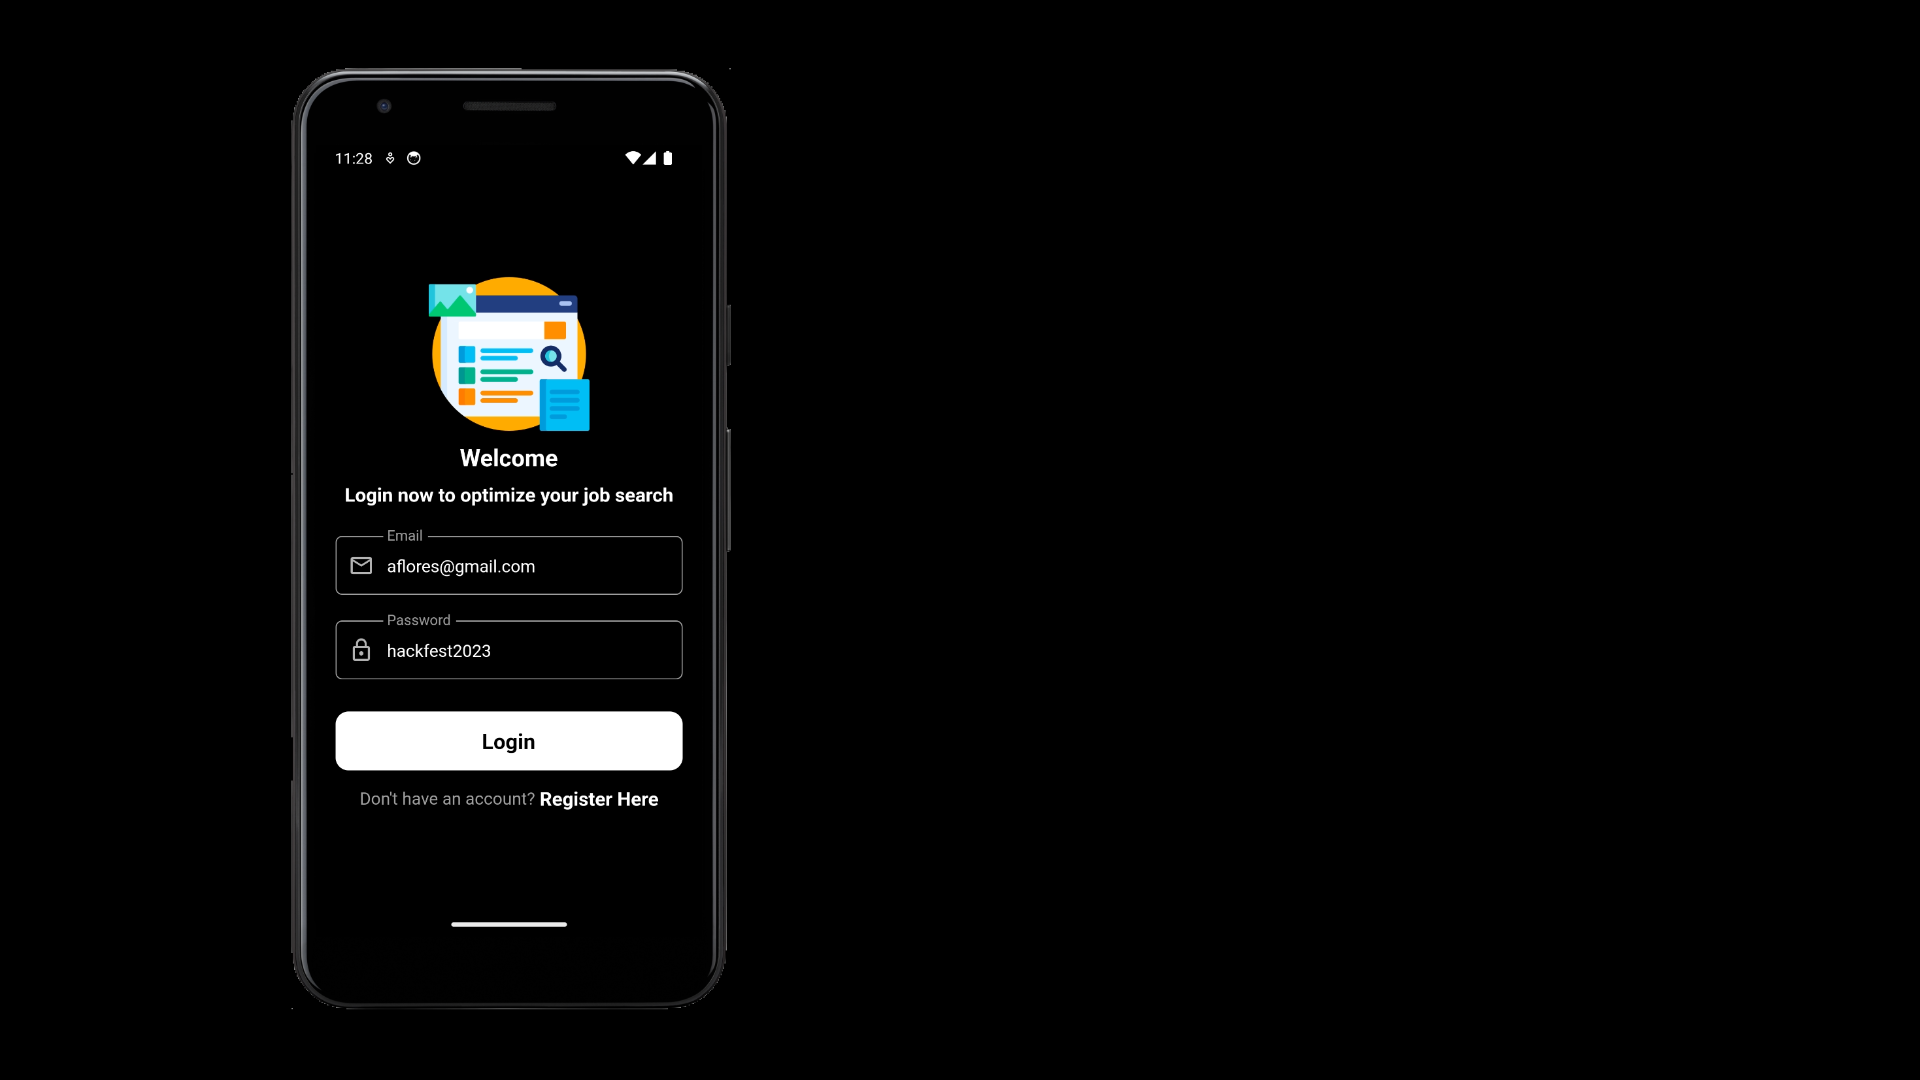 11:28
Welcome
Login now to optimize your job search
Email
aflores@gmail.com
Password
hackfest2023
Login
Don't have an account? Register Here